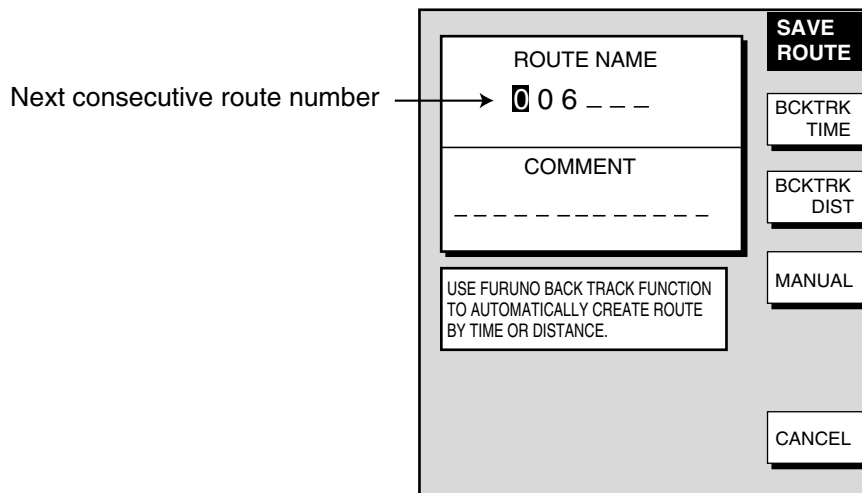 Next consecutive route number
ROUTE NAME
006___
COMMENT
_ _ _ _ _ _ _ _ _ _ _ _ _
USE FURUNO BACK TRACK FUNCTION
TO AUTOMATICALLY CREATE ROUTE
BY TIME OR DISTANCE.
SAVE
ROUTE
BCKTRK
TIME
BCKTRK
DIST
MANUAL
CANCEL